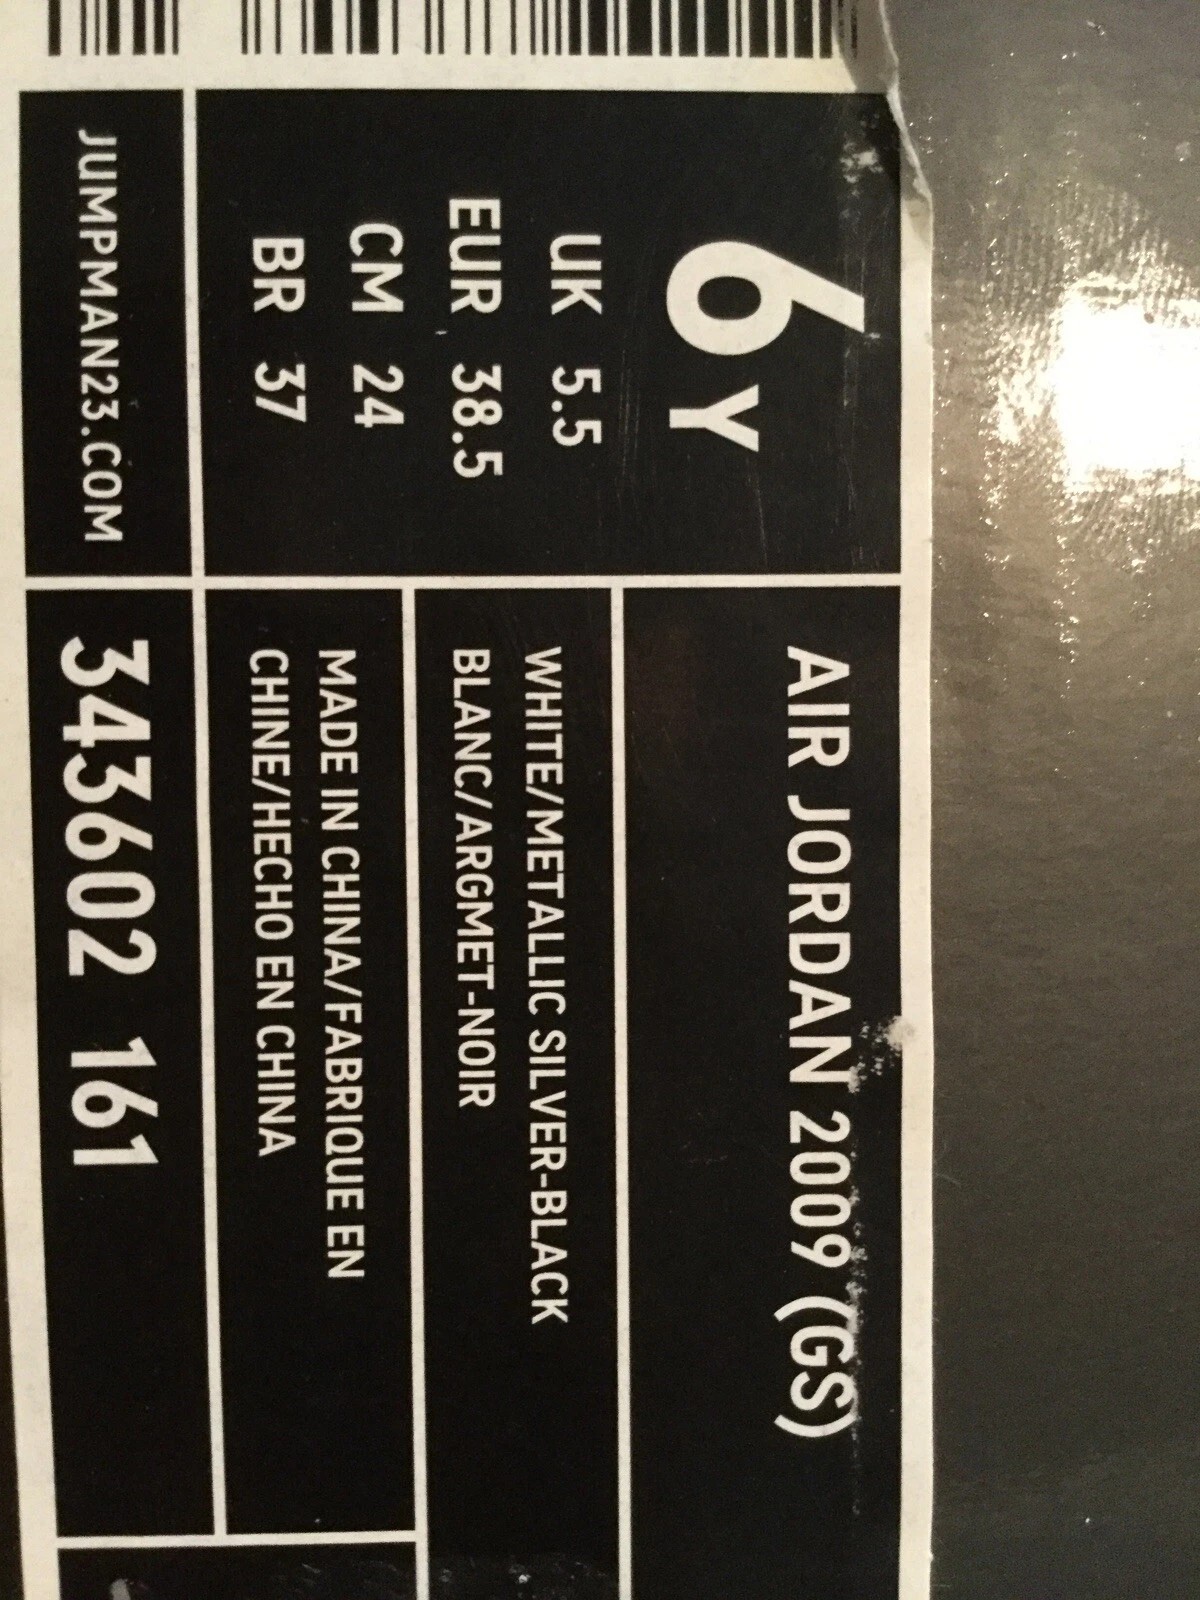 AIR JORDAN 2009 (GS)
WHITE/METALLIC SILVER-BLACK
BLANC/ARGMET-NOIR
MADE IN CHINA/FABRIQUE EN
CHINE/HECHO EN CHINA
343602 161
6 Y
UK 5.5
EUR 38.5
CM 24
BR 37
JUMPMAN23.COM